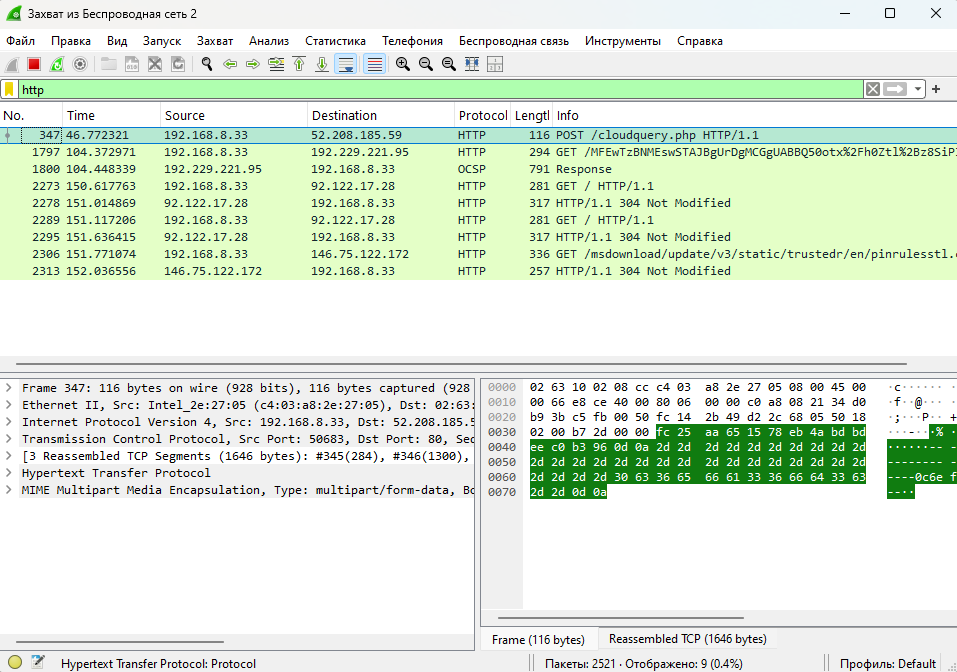 Захват из Беспроводная сеть 2
Файл Правка Вид Запуск Захват Анализ Статистика Телефония Беспроводная связь Инструменты Справка
http
No. Time Source Destination Protocol Lengtl Info
347 46.772321 192.168.8.33 52.208.185.59 HTTP 116 POST /cloudquery.php HTTP/1.1
1797 104.372971 192.168.8.33 192.229.221.95 HTTP 294 GET /MFEwTzBNMEswSTAJBgUrDgMCGgUABBQ50otx%2Fh0Ztl%2Bz8SiPI
1800 104.448339 192.229.221.95 192.168.8.33 OCSP 791 Response
2273 150.617763 192.168.8.33 92.122.17.28 HTTP 281 GET / HTTP/1.1
2278 151.014869 92.122.17.28 192.168.8.33 HTTP 317 HTTP/1.1 304 Not Modified
2289 151.117206 192.168.8.33 92.122.17.28 HTTP 281 GET / HTTP/1.1
2295 151.636415 92.122.17.28 192.168.8.33 HTTP 317 HTTP/1.1 304 Not Modified
2306 151.771074 192.168.8.33 146.75.122.172 HTTP 336 GET /msdownload/update/v3/static/trustedr/en/pinrulesstl.c
2313 152.036556 146.75.122.172 192.168.8.33 HTTP 257 HTTP/1.1 304 Not Modified
Frame 347: 116 bytes on wire (928 bits), 116 bytes captured (928
Ethernet II, Src: Intel_2e:27:05 (c4:03:a8:2e:27:05), Dst: 02:63:
Internet Protocol Version 4, Src: 192.168.8.33, Dst: 52.208.185.5
Transmission Control Protocol, Src Port: 50683, Dst Port: 80, Sec
[3 Reassembled TCP Segments (1646 bytes): #345(284), #346(1300),
Hypertext Transfer Protocol
MIME Multipart Media Encapsulation, Type: multipart/form-data, Bo
0000 02 63 10 02 08 cc c4 03 a8 2e 27 05 08 00 45 00 ·c······ ·
0010 00 66 e8 ce 40 00 80 06 00 00 c0 a8 08 21 34 d0 ·f··@··· ·
0020 b9 3b c5 fb 00 50 fc 14 2b 49 d2 2c 68 05 50 18 ·;···P·· +
0030 02 00 b7 2d 00 00 fc 25 aa 65 15 78 eb 4a bd bd ···-···% ·
0040 ee c0 b3 96 0d 0a 2d 2d 2d 2d 2d 2d 2d 2d 2d 2d ······-- -
0050 2d 2d 2d 2d 2d 2d 2d 2d 2d 2d 2d 2d 2d 2d 2d 2d -------- -
0060 2d 2d 2d 2d 30 63 36 65 66 61 33 36 66 64 33 63 ----0c6e f
0070 2d 2d 0d 0a --··
Frame (116 bytes) Reassembled TCP (1646 bytes)
Hypertext Transfer Protocol: Protocol Пакеты: 2521 · Отображено: 9 (0.4%) Профиль: Default